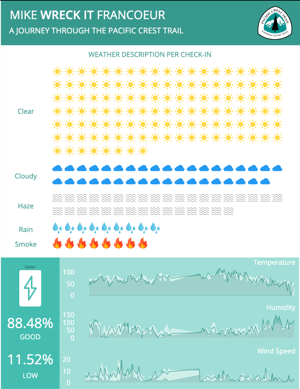 MIKE WRECK IT FRANCOEUR
A JOURNEY THROUGH THE PACIFIC CREST TRAIL
WEATHER DESCRIPTION PER CHECK-IN
Clear
Cloudy
Haze
Rain
Smoke
88.48%
GOOD
11.52%
LOW
Temperature
100
50
0
Humidity
150
100
50
0
Wind Speed
20
10
0